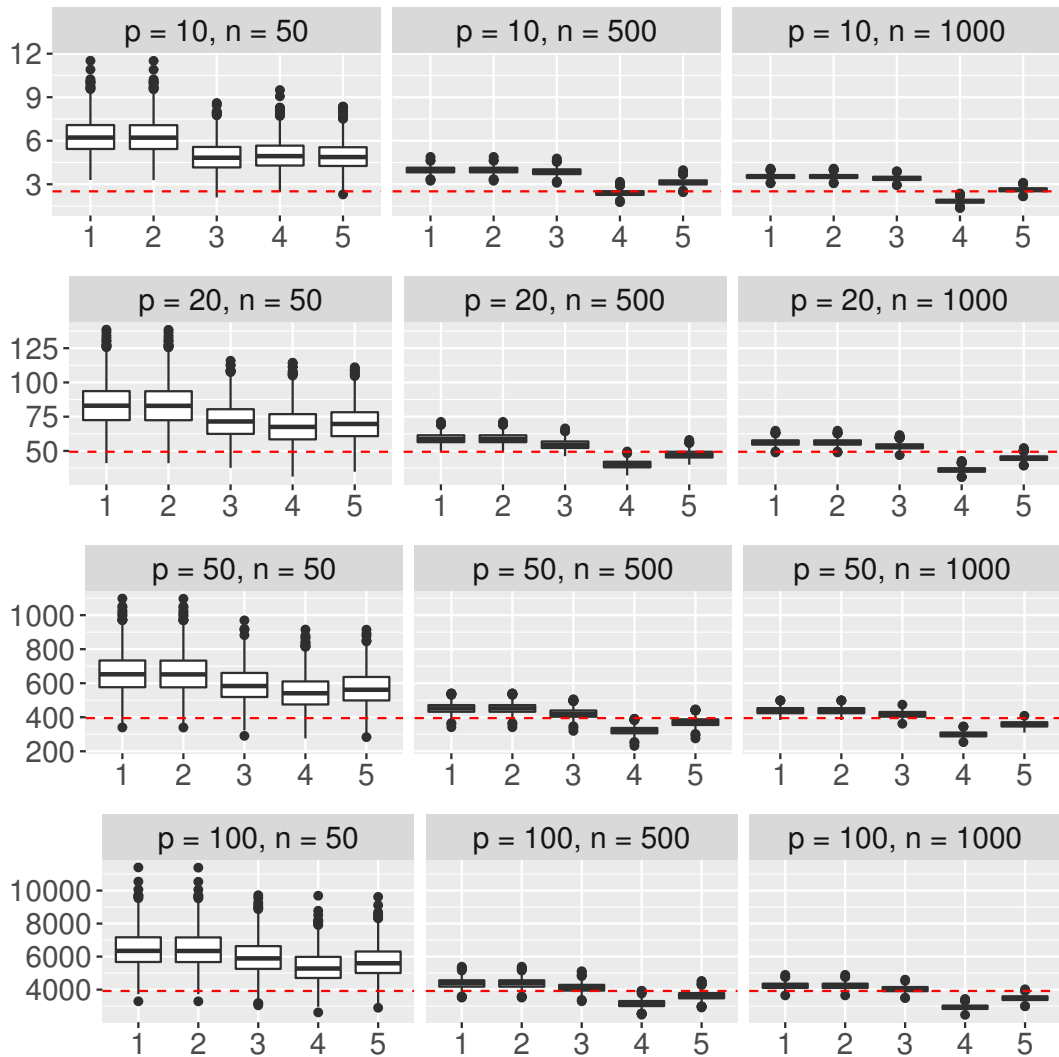 p = 10, n = 50 p = 10, n = 500 p = 10, n = 1000
12
9
6
3
1 2 3 4 5 1 2 3 4 5 1 2 3 4 5
p = 20, n = 50 p = 20, n = 500 p = 20, n = 1000
125
100
75
50
1 2 3 4 5 1 2 3 4 5 1 2 3 4 5
p = 50, n = 50 p = 50, n = 500 p = 50, n = 1000
1000
800
600
400
200
1 2 3 4 5 1 2 3 4 5 1 2 3 4 5
p = 100, n = 50 p = 100, n = 500 p = 100, n = 1000
10000
8000
6000
4000
1 2 3 4 5 1 2 3 4 5 1 2 3 4 5